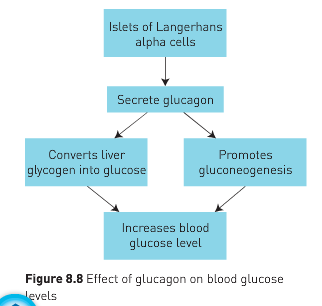 Islets of Langerhans
alpha cells
Secrete glucagon
Converts liver
glycogen into glucose
Promotes
gluconeogenesis
Increases blood
glucose level
Figure 8.8 Effect of glucagon on blood glucose
levels